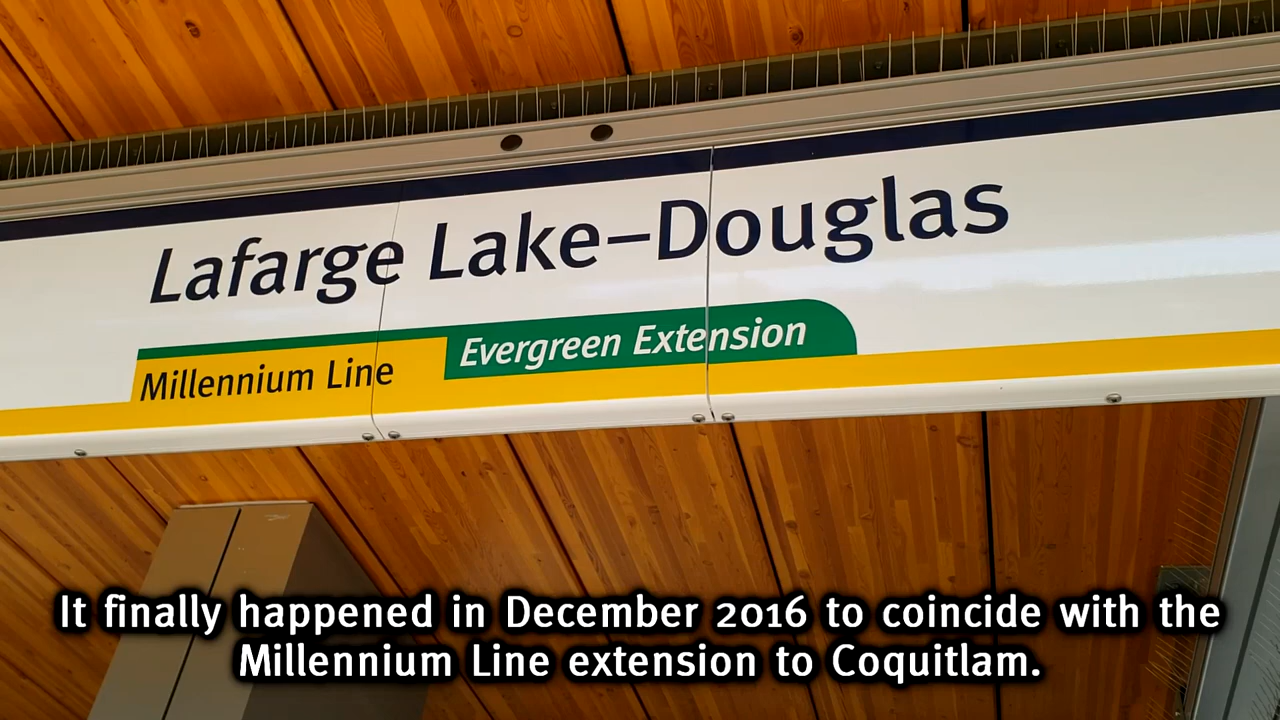 Lafarge Lake–Douglas
Millennium Line
Evergreen Extension
It finally happened in December 2016 to coincide with the
Millennium Line extension to Coquitlam.